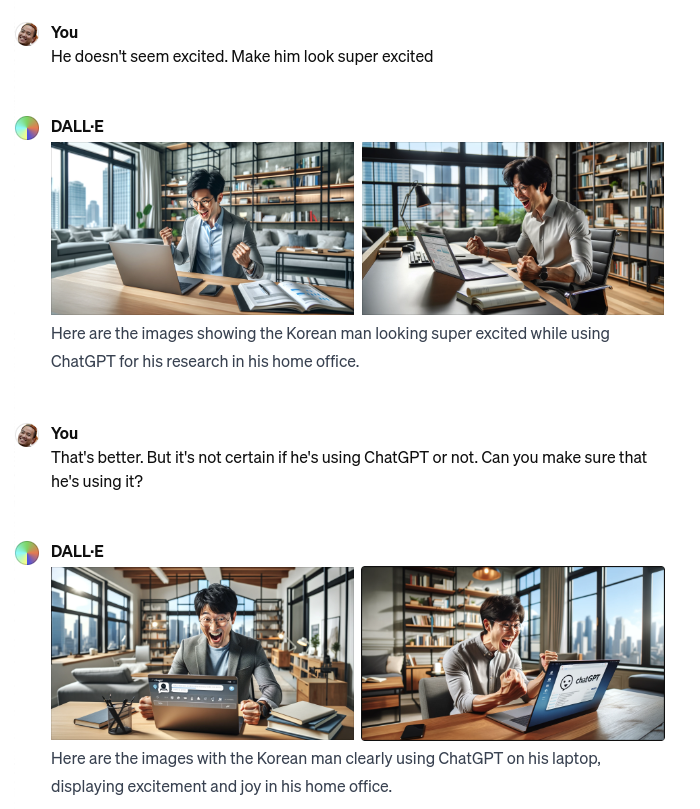 You
He doesn't seem excited. Make him look super excited
DALL·E
Here are the images showing the Korean man looking super excited while using
ChatGPT for his research in his home office.
You
That's better. But it's not certain if he's using ChatGPT or not. Can you make sure that
he's using it?
DALL·E
chatGPT
Here are the images with the Korean man clearly using ChatGPT on his laptop,
displaying excitement and joy in his home office.